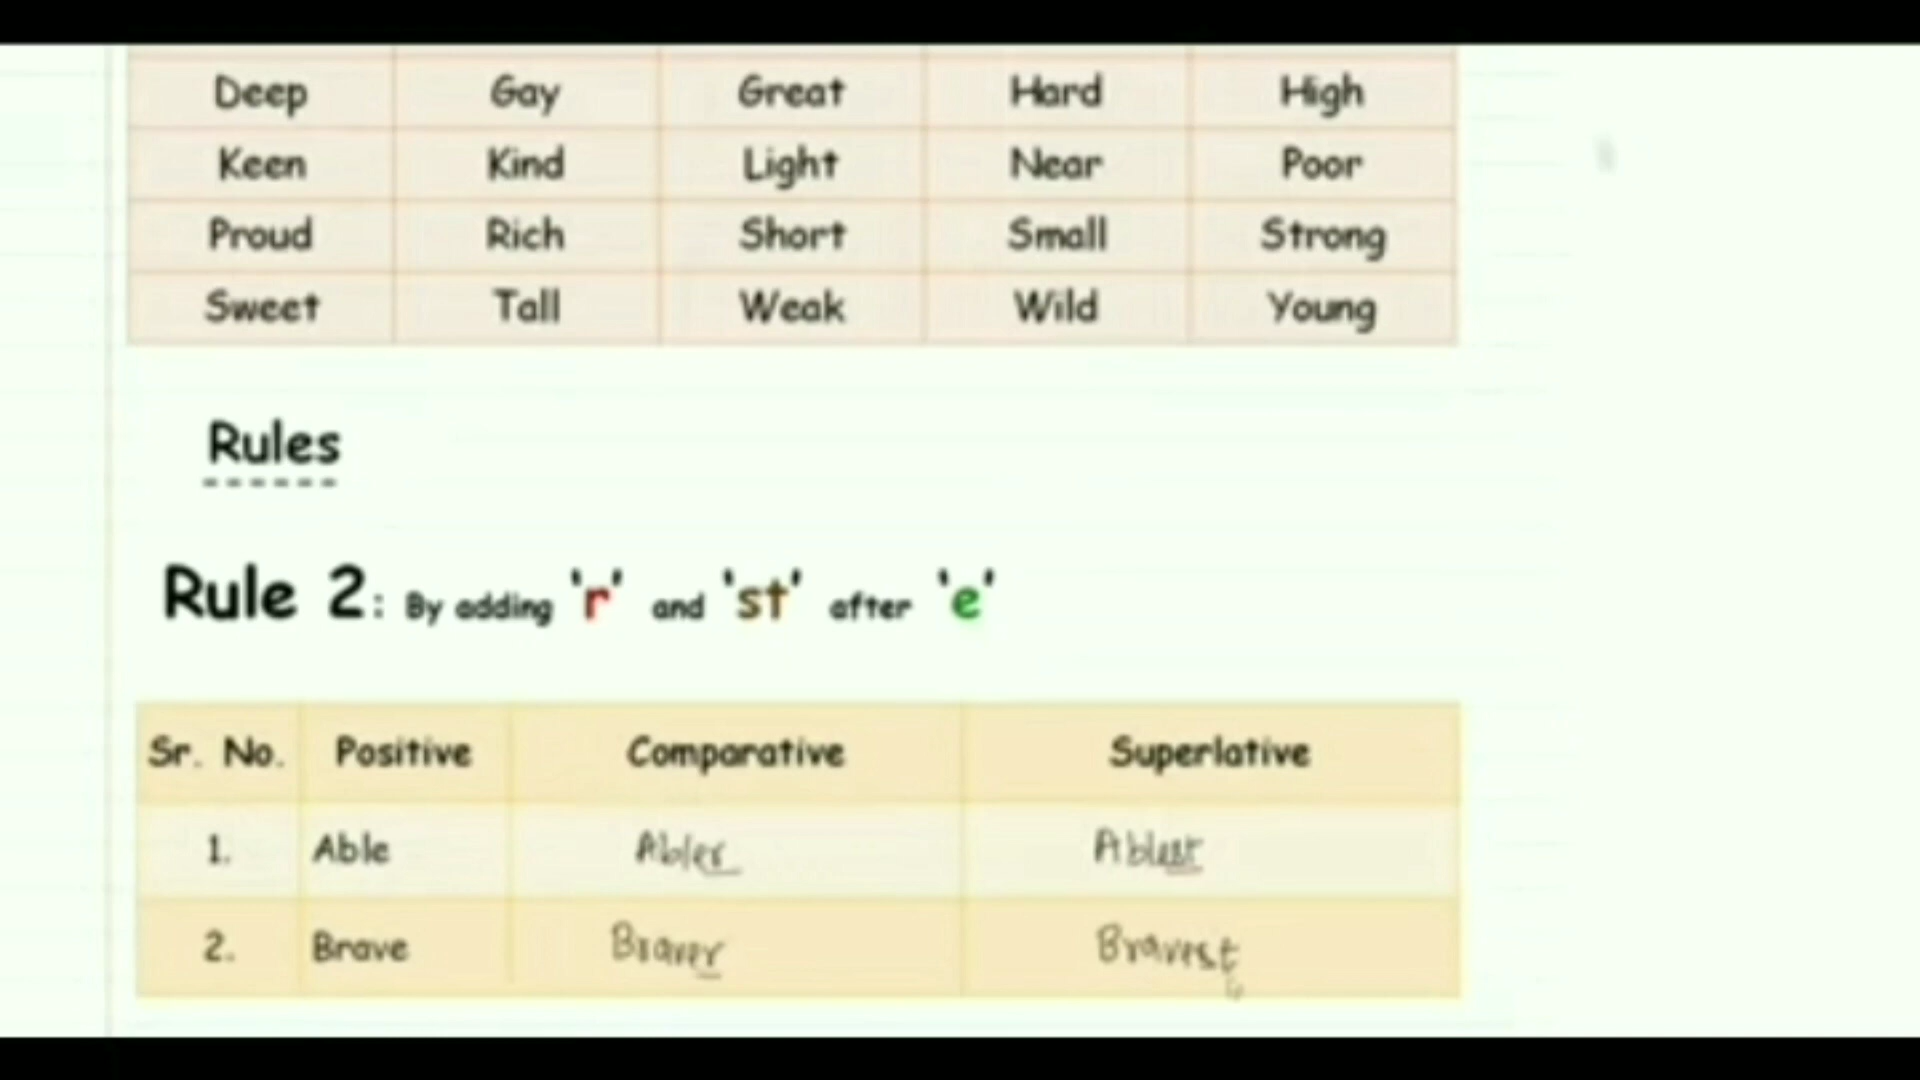 Deep Gay Great Hard High
Keen Kind Light Near Poor
Proud Rich Short Small Strong
Sweet Tall Weak Wild Young
Rules
Rule 2: By adding 'r' and 'st' after 'e'
Sr. No. Positive Comparative Superlative
1. Able Abler Ablest
2. Brave Braver Bravest